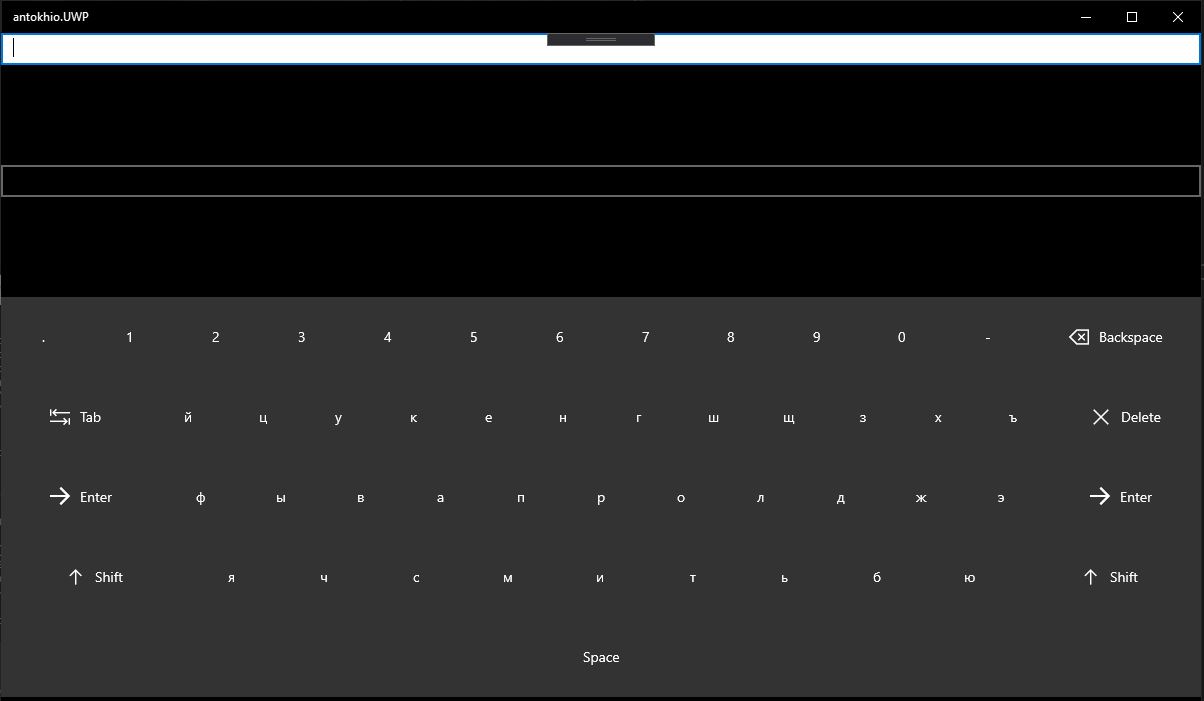 antokhio.UWP
. 1 2 3 4 5 6 7 8 9 0 - Backspace
Tab й ц у к е н г ш щ з х ъ Delete
Enter ф ы в а п р о л д ж э Enter
Shift я ч с м и т ь б ю Shift
Space